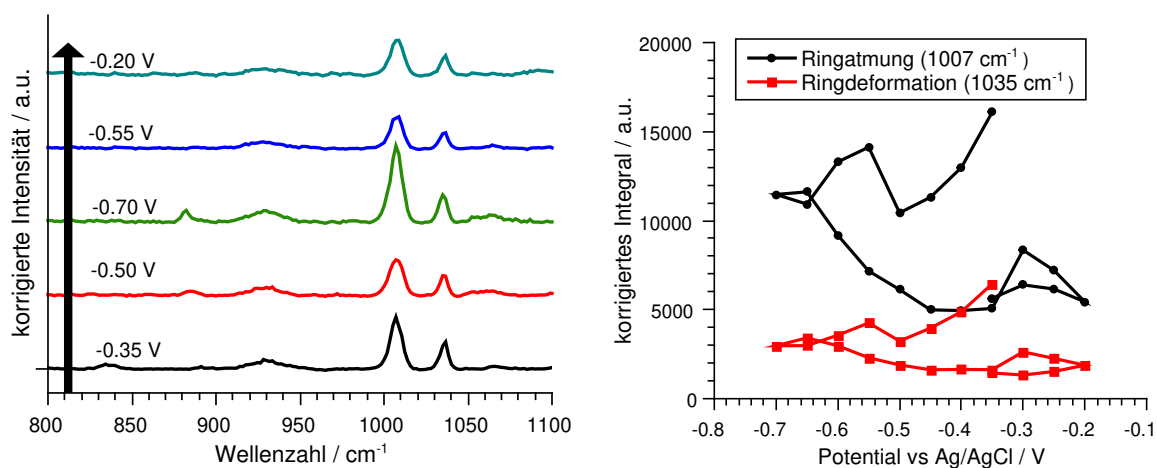 korrigierte Intensität / a.u.
-0.20 V
-0.55 V
-0.70 V
-0.50 V
-0.35 V
800 850 900 950 1000 1050 1100
Wellenzahl / cm⁻¹
korrigiertes Integral / a.u.
20000
15000
10000
5000
0
Ringatmung (1007 cm⁻¹)
Ringdeformation (1035 cm⁻¹)
-0.8 -0.7 -0.6 -0.5 -0.4 -0.3 -0.2 -0.1
Potential vs Ag/AgCl / V